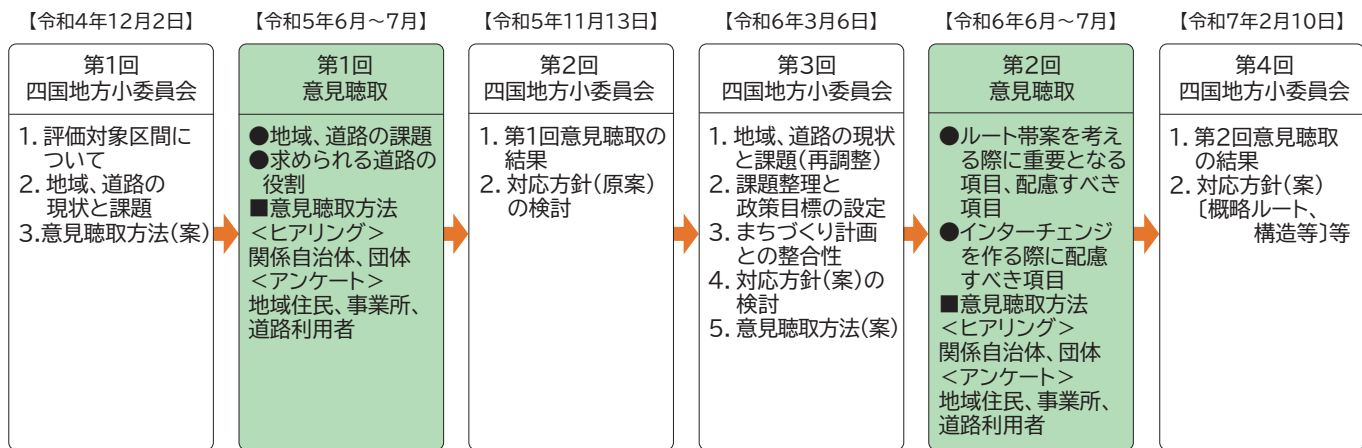 【令和4年12月2日】
第1回
四国地方小委員会
1. 評価対象区間に
ついて
2. 地域、道路の
現状と課題
3.意見聴取方法(案)
【令和5年6月~7月】
第1回
意見聴取
●地域、道路の課題
●求められる道路の
役割
■意見聴取方法
<ヒアリング>
関係自治体、団体
<アンケート>
地域住民、事業所、
道路利用者
【令和5年11月13日】
第2回
四国地方小委員会
1. 第1回意見聴取の
結果
2. 対応方針(原案)
の検討
【令和6年3月6日】
第3回
四国地方小委員会
1. 地域、道路の現状
と課題(再調整)
2. 課題整理と
政策目標の設定
3. まちづくり計画
との整合性
4. 対応方針(案)の
検討
5. 意見聴取方法(案)
【令和6年6月~7月】
第2回
意見聴取
●ルート帯案を考え
る際に重要となる
項目、配慮すべき
項目
●インターチェンジ
を作る際に配慮
すべき項目
■意見聴取方法
<ヒアリング>
関係自治体、団体
<アンケート>
地域住民、事業所、
道路利用者
【令和7年2月10日】
第4回
四国地方小委員会
1. 第2回意見聴取
の結果
2. 対応方針(案)
〔概略ルート、
構造等〕等